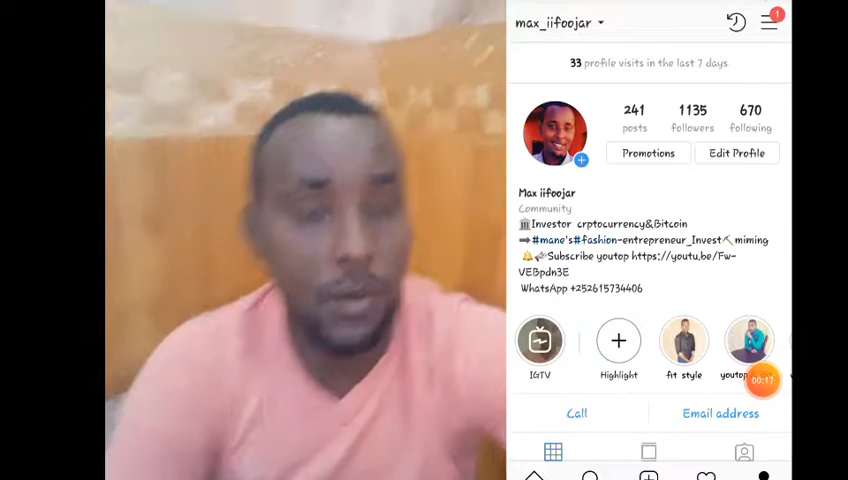 max_iifoojar
1
33 profile visits in the last 7 days.
241 1135 670
posts followers following
Promotions Edit Profile
Max iifoojar
Community
🏛Investor crptocurrency&Bitcoin
➡#mane's#fashion-entrepreneur_Invest⛏miming
🔔📣Subscribe youtop https://youtu.be/Fw-
VEBpdn3E
WhatsApp +252615734406
IGTV Highlight fit style youtop
00:17
Call Email address